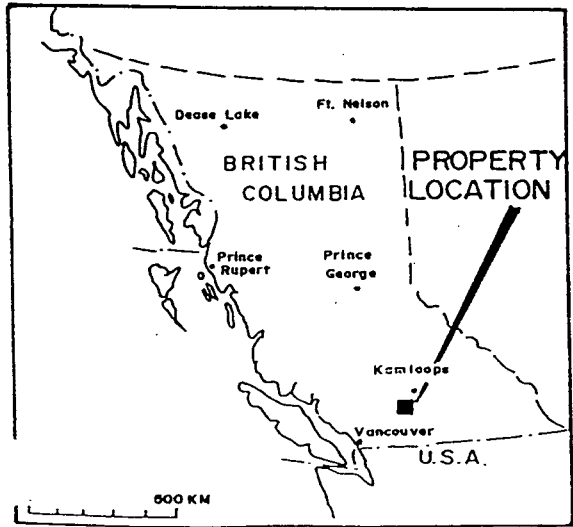 Dease Lake
Ft. Nelson
BRITISH
COLUMBIA
PROPERTY
LOCATION
Prince
Rupert
Prince
George
Kamloops
Vancouver
U.S.A.
500 KM